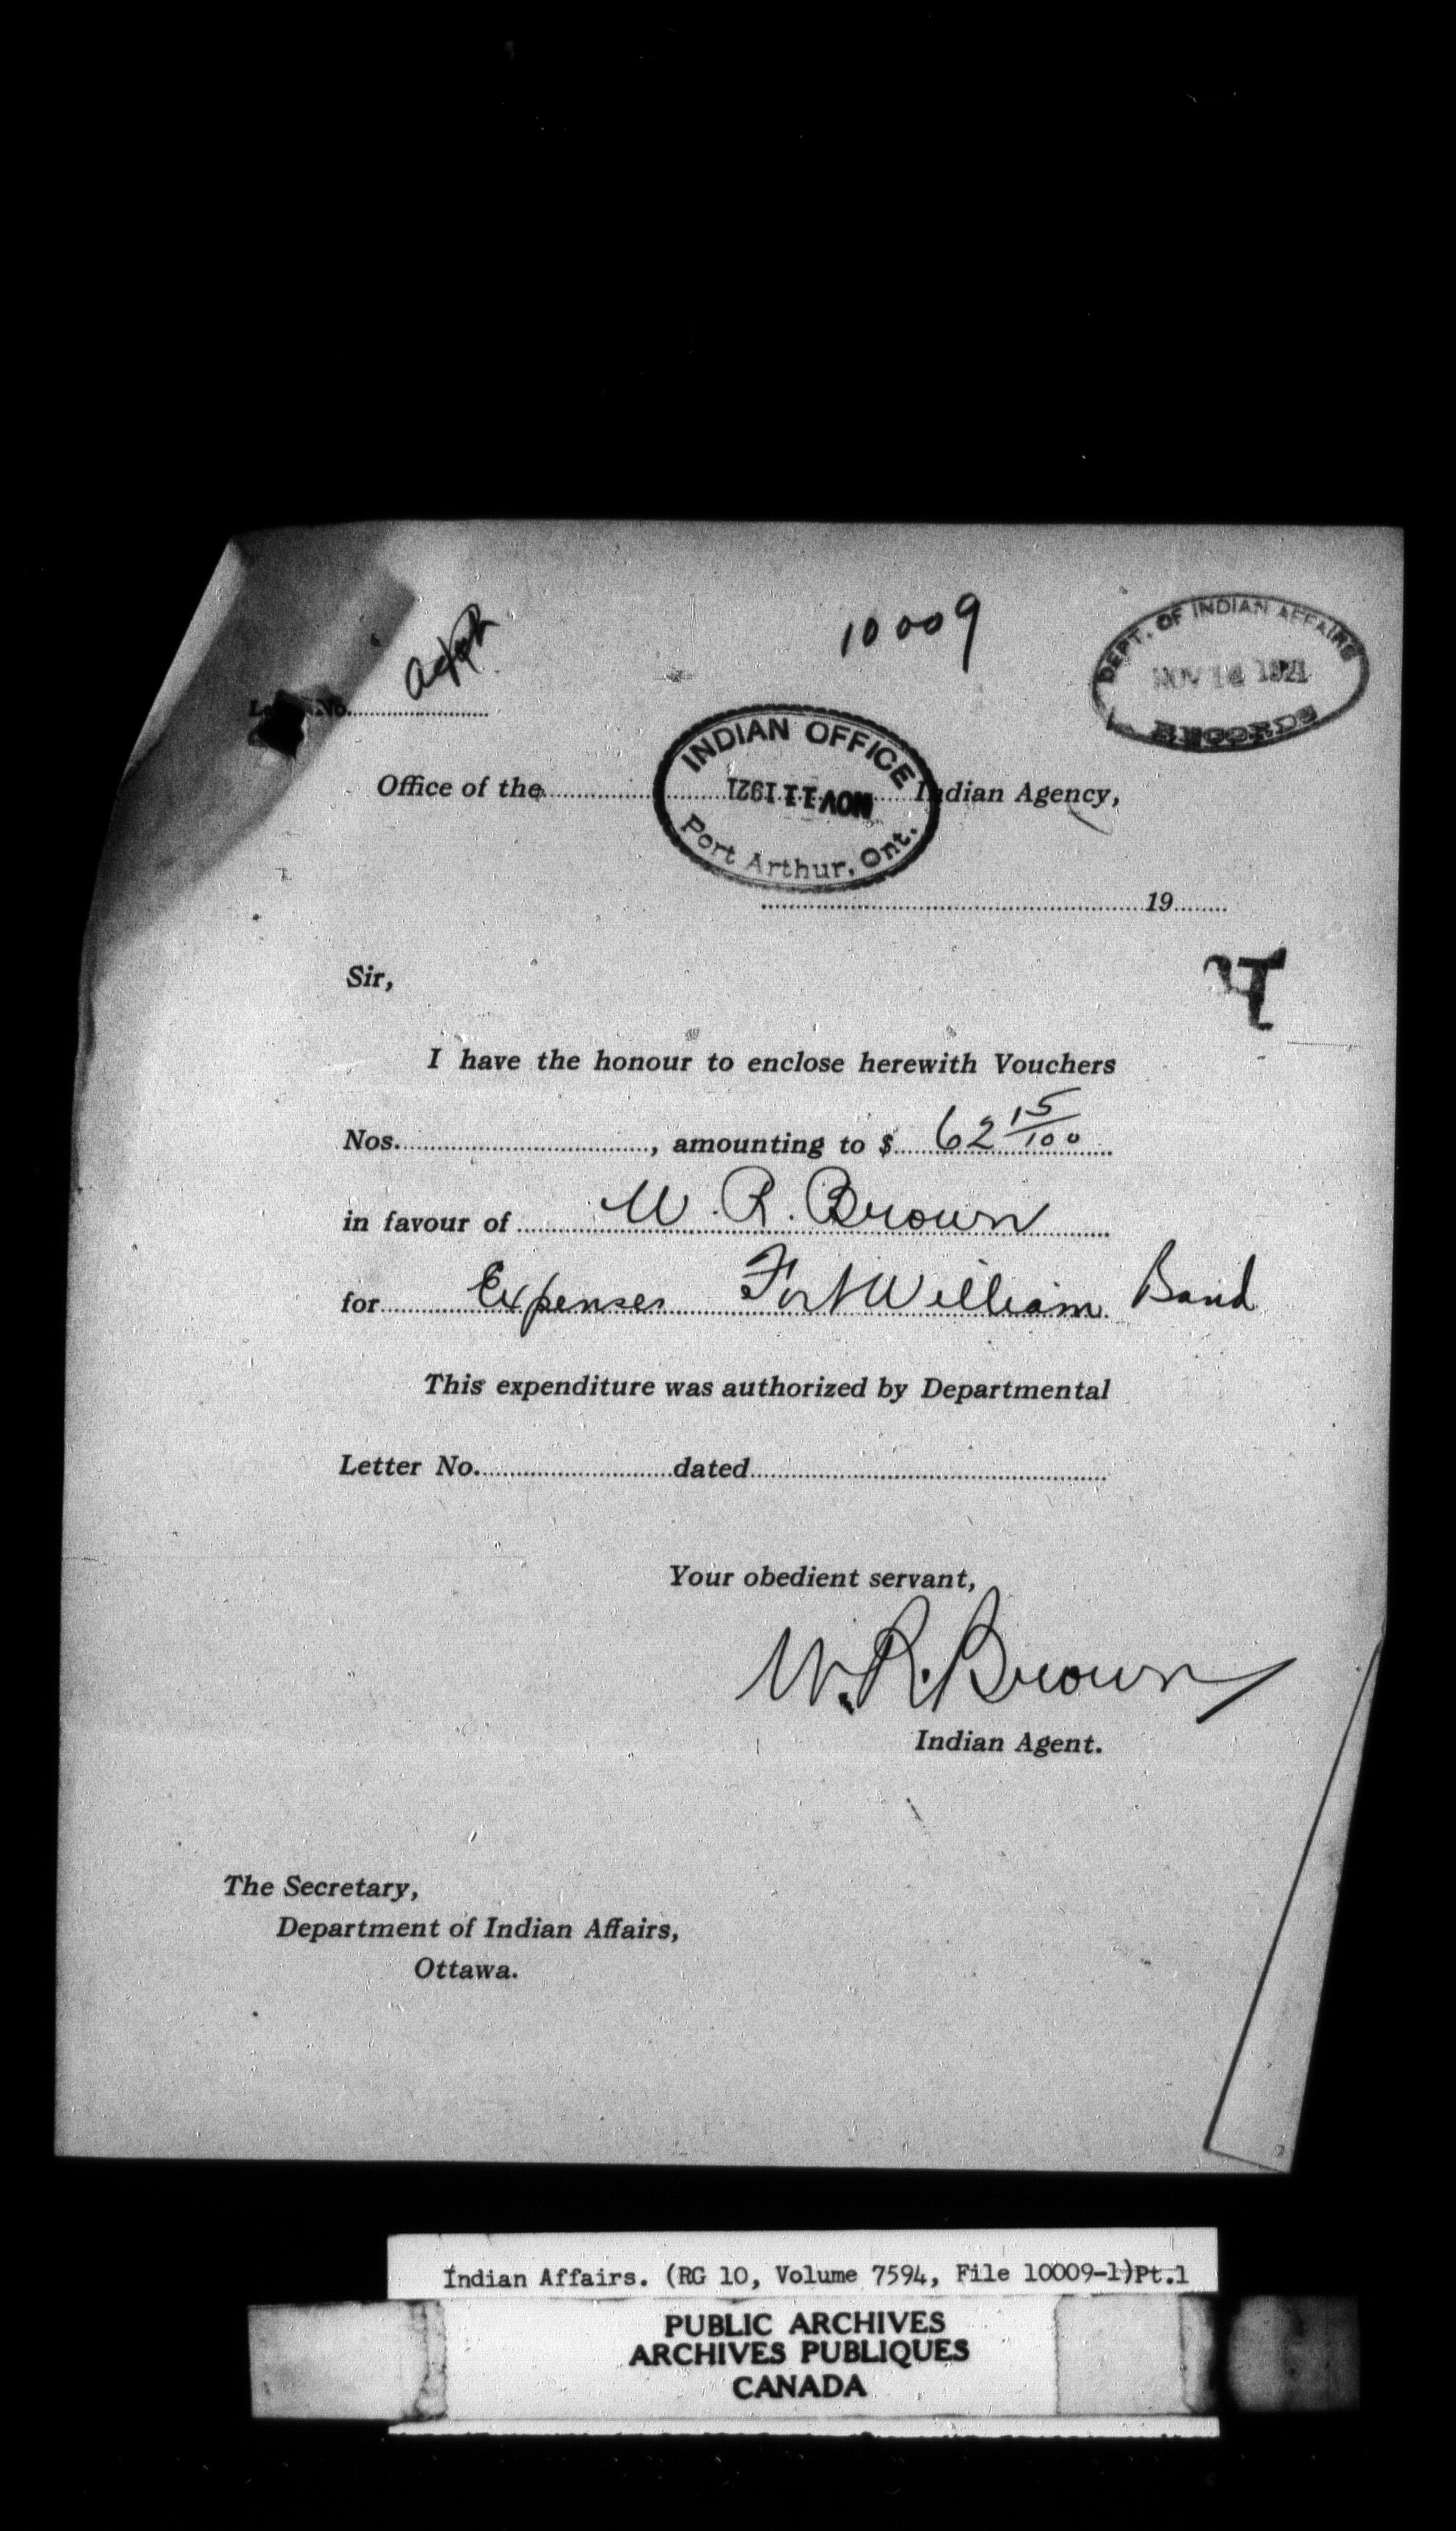 10009
DEPT. OF INDIAN AFFAIRS
NOV 14 1921
RECORDS
No.
INDIAN OFFICE
NOV 11 1921
Port Arthur, Ont.
Office of the Indian Agency,
19
Sir,
I have the honour to enclose herewith Vouchers
Nos. , amounting to $ 62 15/100
in favour of W. R. Brown
for Expenses Fort William Band
This expenditure was authorized by Departmental
Letter No. dated
Your obedient servant,
W. R. Brown
Indian Agent.
The Secretary,
Department of Indian Affairs,
Ottawa.
Indian Affairs. (RG 10, Volume 7594, File 10009-1)Pt.1
PUBLIC ARCHIVES
ARCHIVES PUBLIQUES
CANADA